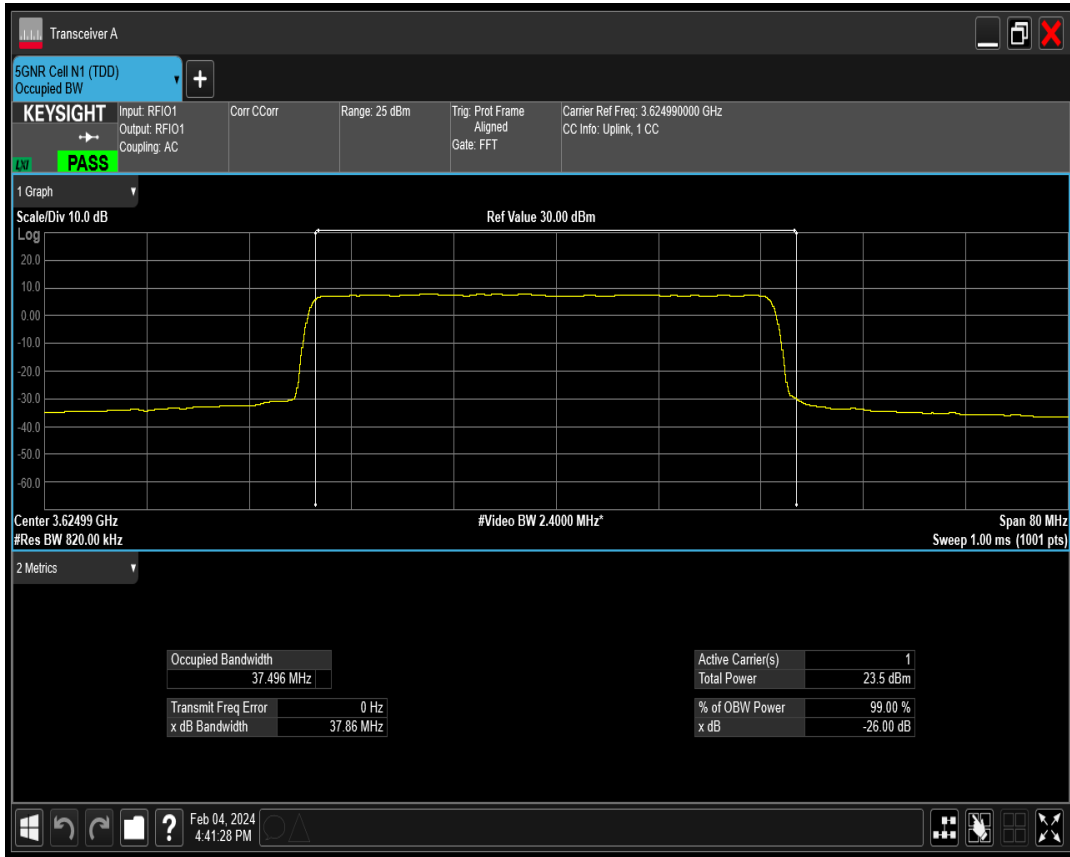 Transceiver A
5GNR Cell N1 (TDD)
Occupied BW
+
KEYSIGHT
LXI
PASS
Input: RFIO1
Output: RFIO1
Coupling: AC
Corr CCorr
Range: 25 dBm
Trig: Prot Frame
Aligned
Gate: FFT
Carrier Ref Freq: 3.624990000 GHz
CC Info: Uplink, 1 CC
1 Graph
Scale/Div 10.0 dB
Ref Value 30.00 dBm
Log
20.0
10.0
0.00
-10.0
-20.0
-30.0
-40.0
-50.0
-60.0
Center 3.62499 GHz
#Video BW 2.4000 MHz*
Span 80 MHz
#Res BW 820.00 kHz
Sweep 1.00 ms (1001 pts)
2 Metrics
Occupied Bandwidth
37.496 MHz
Transmit Freq Error 0 Hz
x dB Bandwidth 37.86 MHz
Active Carrier(s) 1
Total Power 23.5 dBm
% of OBW Power 99.00 %
x dB -26.00 dB
?
Feb 04, 2024
4:41:28 PM